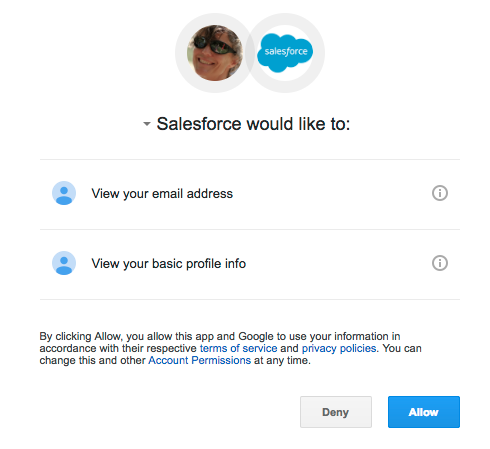 salesforce
Salesforce would like to:
View your email address
View your basic profile info
By clicking Allow, you allow this app and Google to use your information in
accordance with their respective terms of service and privacy policies. You can
change this and other Account Permissions at any time.
Deny
Allow